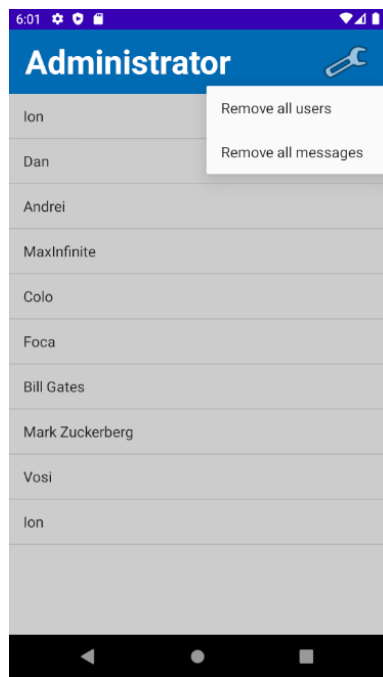 6:01
Administrator
Remove all users
Remove all messages
Ion
Dan
Andrei
MaxInfinite
Colo
Foca
Bill Gates
Mark Zuckerberg
Vosi
Ion